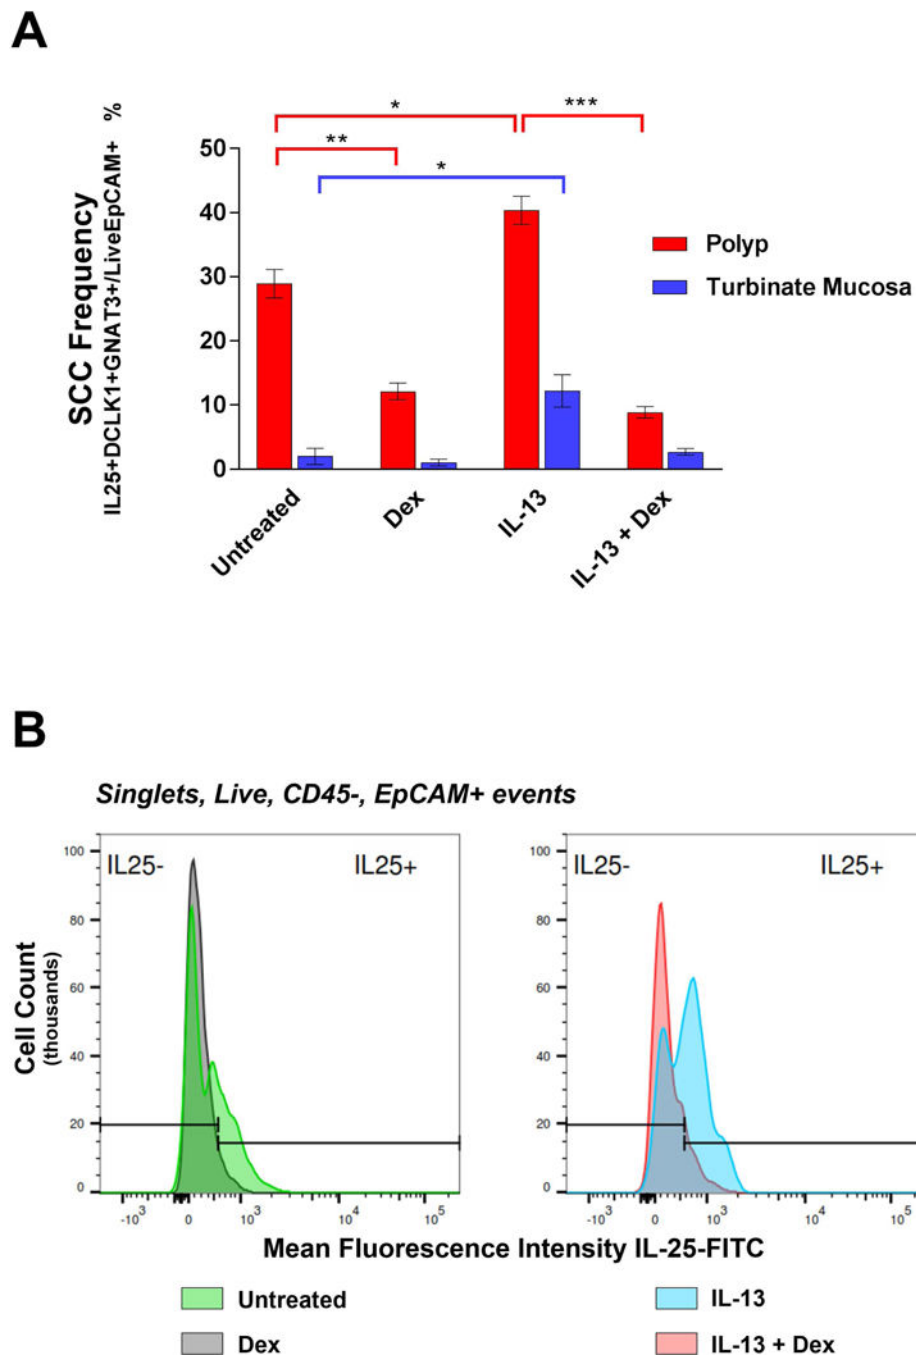 A
* ***
**
*
SCC Frequency
IL25+DCLK1+GNAT3+/LiveEpCAM+ %
50
40
30
20
10
0
Polyp
Turbinate Mucosa
Untreated Dex IL-13 IL-13 + Dex
B
Singlets, Live, CD45-, EpCAM+ events
Cell Count
(thousands)
100
80
60
40
20
0
IL25- IL25+
-10³ 0 10³ 10⁴ 10⁵
100
80
60
40
20
0
IL25- IL25+
-10³ 0 10³ 10⁴ 10⁵
Mean Fluorescence Intensity IL-25-FITC
Untreated IL-13
Dex IL-13 + Dex